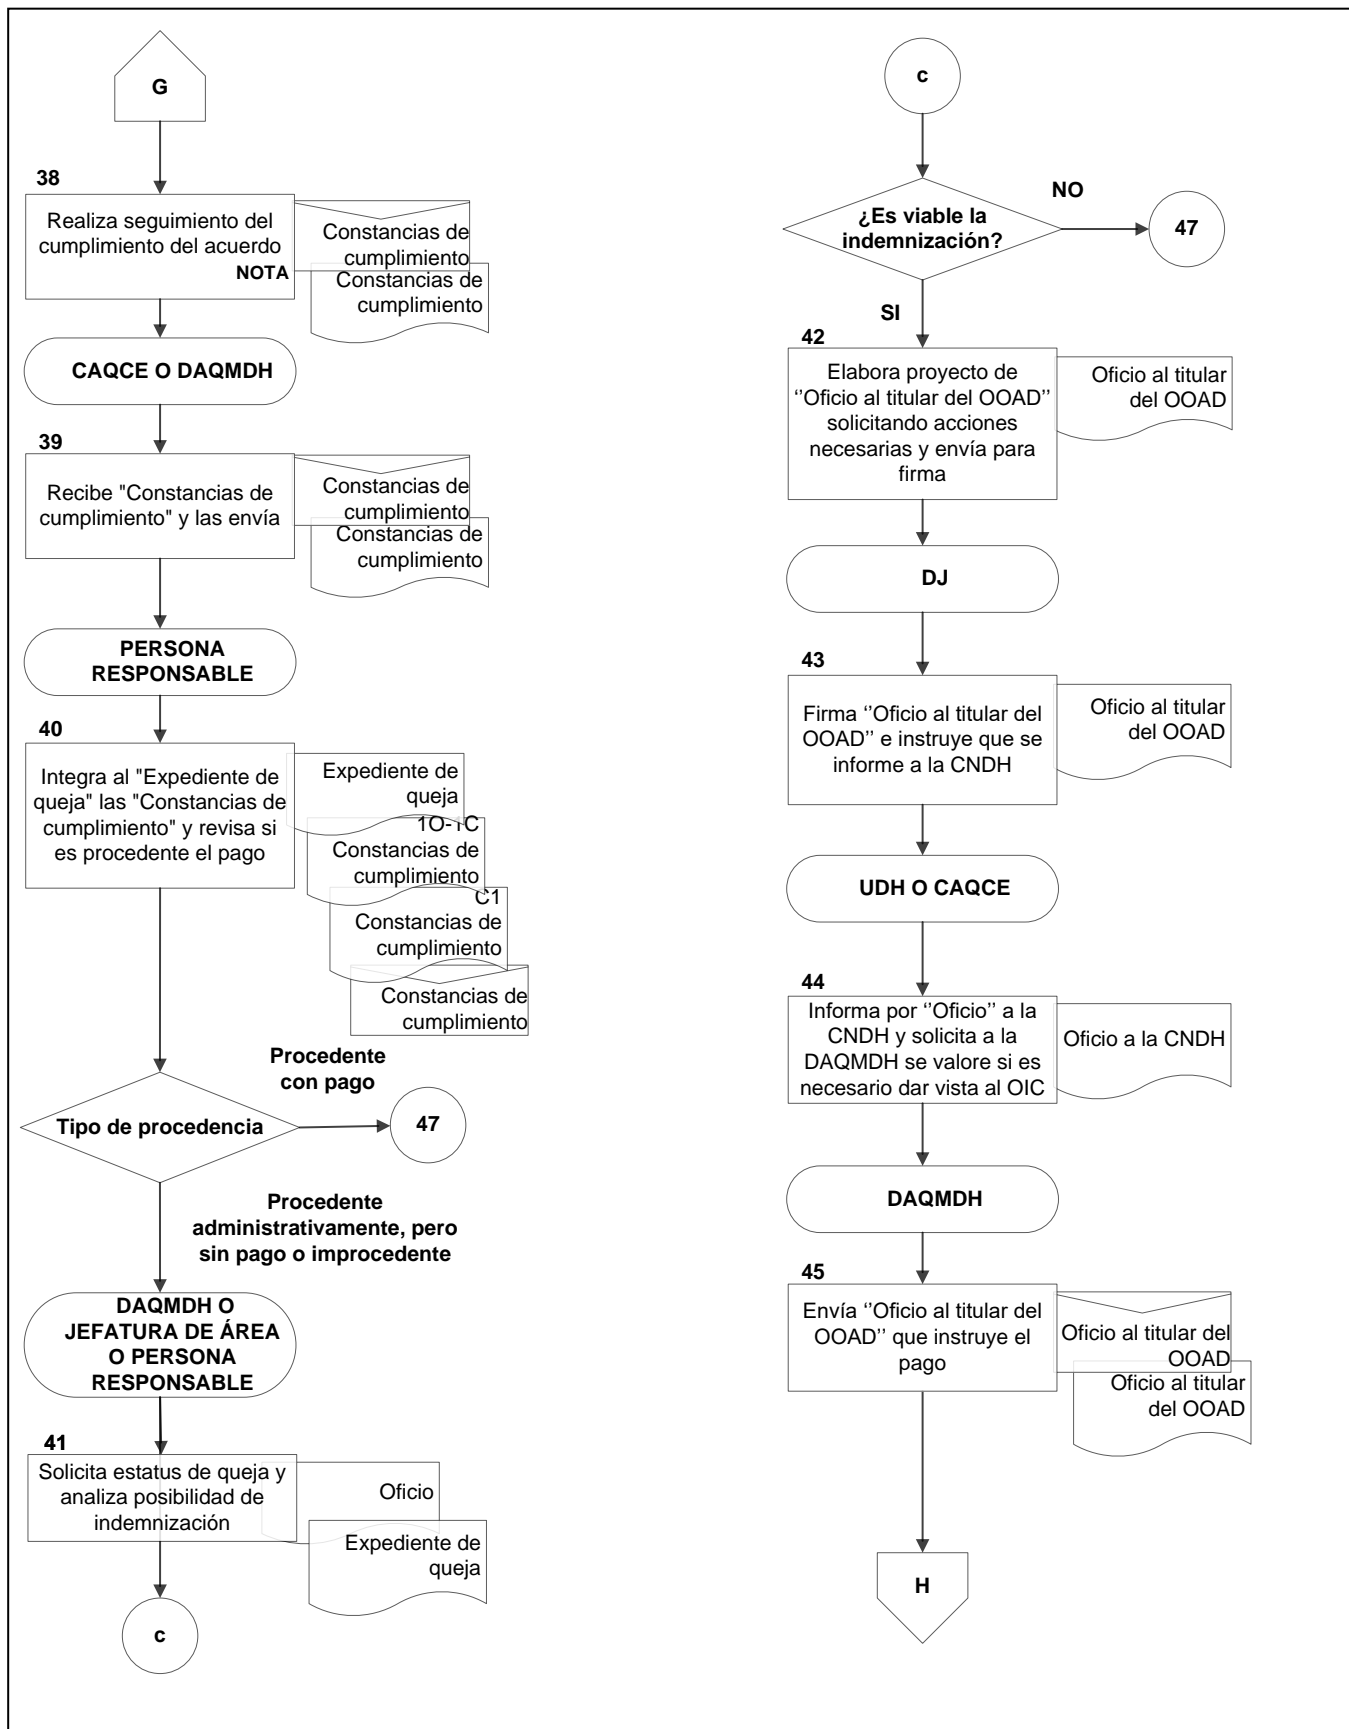 G
38
Realiza seguimiento del
cumplimiento del acuerdo
NOTA
Constancias de
cumplimiento
Constancias de
cumplimiento
CAQCE O DAQMDH
39
Recibe "Constancias de
cumplimiento" y las envía
Constancias de
cumplimiento
Constancias de
cumplimiento
PERSONA
RESPONSABLE
40
Integra al "Expediente de
queja" las "Constancias de
cumplimiento" y revisa si
es procedente el pago
Expediente de
queja
1O-1C
Constancias de
cumplimiento
C1
Constancias de
cumplimiento
Constancias de
cumplimiento
Procedente
con pago
Tipo de procedencia
47
Procedente
administrativamente, pero
sin pago o improcedente
DAQMDH O
JEFATURA DE ÁREA
O PERSONA
RESPONSABLE
41
Solicita estatus de queja y
analiza posibilidad de
indemnización
Oficio
Expediente de
queja
c
c
¿Es viable la
indemnización?
NO
47
SI
42
Elabora proyecto de
‘‘Oficio al titular del OOAD’’
solicitando acciones
necesarias y envía para
firma
Oficio al titular
del OOAD
DJ
43
Firma ‘‘Oficio al titular del
OOAD’’ e instruye que se
informe a la CNDH
Oficio al titular
del OOAD
UDH O CAQCE
44
Informa por ‘‘Oficio’’ a la
CNDH y solicita a la
DAQMDH se valore si es
necesario dar vista al OIC
Oficio a la CNDH
DAQMDH
45
Envía ‘‘Oficio al titular del
OOAD’’ que instruye el
pago
Oficio al titular del
OOAD
Oficio al titular
del OOAD
H